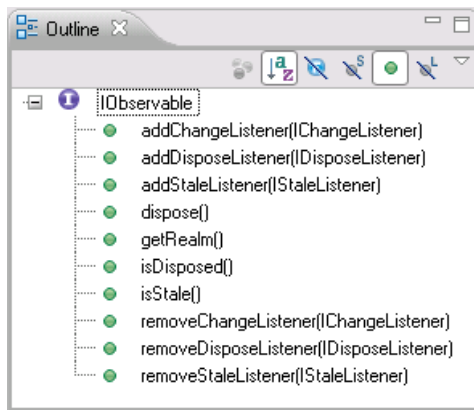 Outline
a
z
S
L
I
IObservable
addChangeListener(IChangeListener)
addDisposeListener(IDisposeListener)
addStaleListener(IStaleListener)
dispose()
getRealm()
isDisposed()
isStale()
removeChangeListener(IChangeListener)
removeDisposeListener(IDisposeListener)
removeStaleListener(IStaleListener)